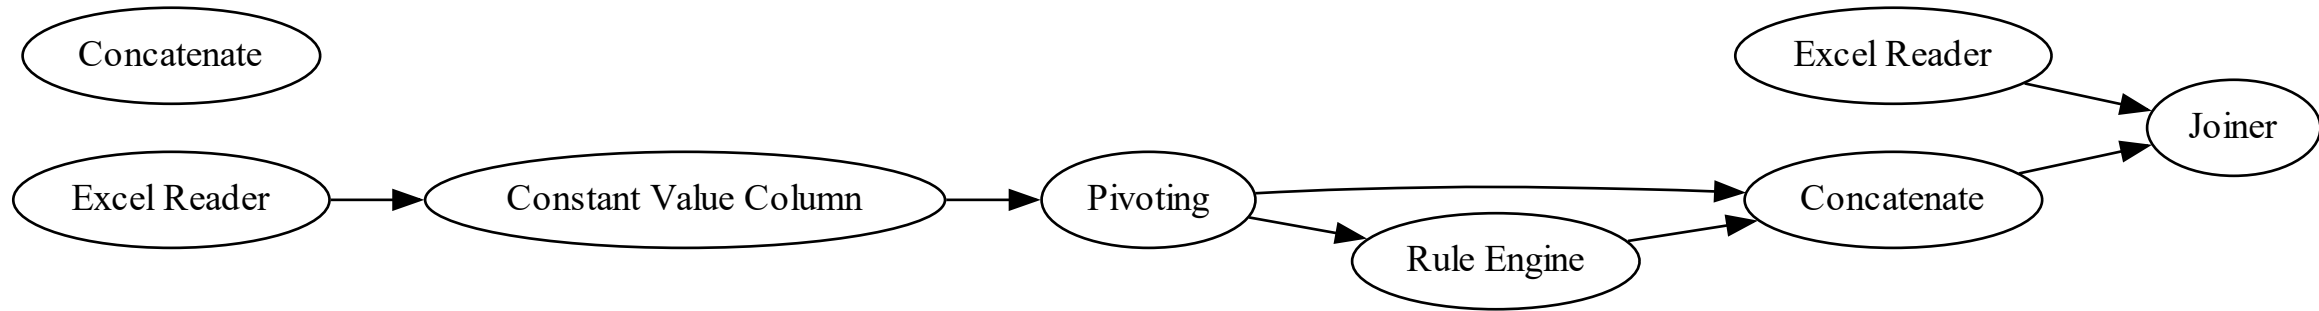 Concatenate
Excel Reader
Excel Reader
Constant Value Column
Pivoting
Rule Engine
Concatenate
Joiner